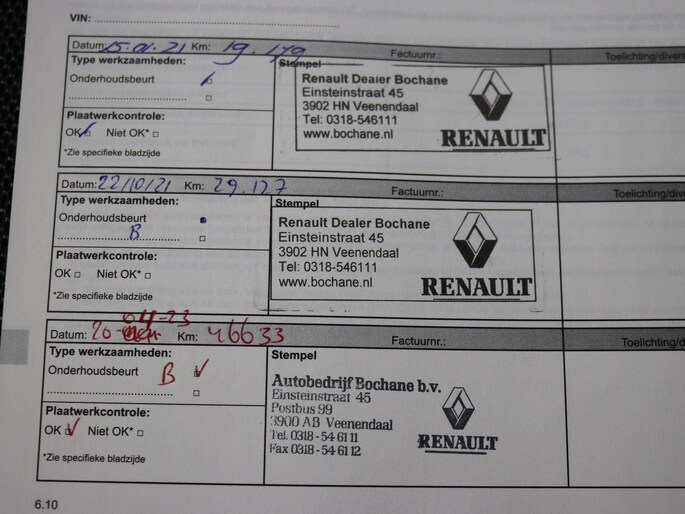 VIN:
Datum: 15-01-21 Km: 19.179 Factuurnr.: Toelichting/divers
Type werkzaamheden: Stempel
Onderhoudsbeurt
Renault Dealer Bochane
Einsteinstraat 45
3902 HN Veenendaal
Tel: 0318-546111
www.bochane.nl
RENAULT
Plaatwerkcontrole:
OK Niet OK*
*Zie specifieke bladzijde
Datum: 22/10/21 Km: 29.127 Factuurnr.: Toelichting/div
Type werkzaamheden: Stempel
Onderhoudsbeurt
B
Renault Dealer Bochane
Einsteinstraat 45
3902 HN Veenendaal
Tel: 0318-546111
www.bochane.nl
RENAULT
Plaatwerkcontrole:
OK Niet OK*
*Zie specifieke bladzijde
Datum: 20-04-23 Km: 46633 Factuurnr.: Toelichting/d
Type werkzaamheden: Stempel
Onderhoudsbeurt B
Autobedrijf Bochane b.v.
Einsteinstraat 45
Postbus 99
3900 AB Veenendaal
Tel. 0318 - 54 61 11
Fax 0318 - 54 61 12
RENAULT
Plaatwerkcontrole:
OK Niet OK*
*Zie specifieke bladzijde
6.10